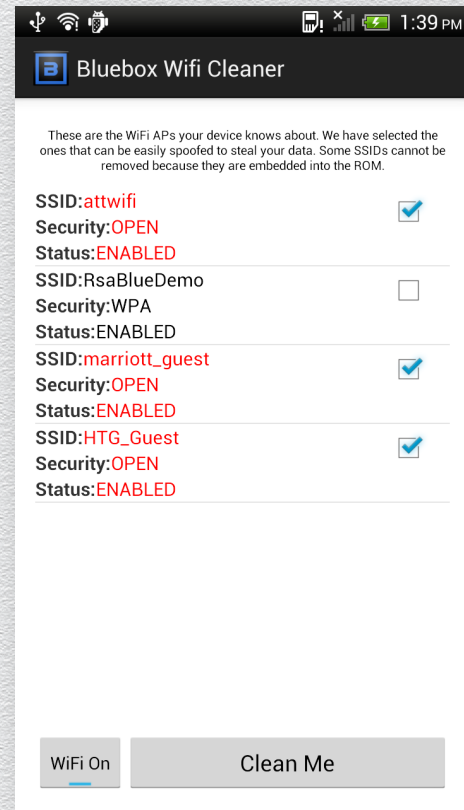 1:39 PM
Bluebox Wifi Cleaner
These are the WiFi APs your device knows about. We have selected the
ones that can be easily spoofed to steal your data. Some SSIDs cannot be
removed because they are embedded into the ROM.
SSID:attwifi
Security:OPEN
Status:ENABLED
SSID:RsaBlueDemo
Security:WPA
Status:ENABLED
SSID:marriott_guest
Security:OPEN
Status:ENABLED
SSID:HTG_Guest
Security:OPEN
Status:ENABLED
WiFi On
Clean Me